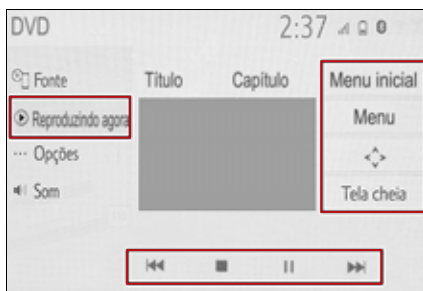 DVD 2:37
Fonte Título Capítulo Menu inicial
Reproduzindo agora Menu
Opções
Som Tela cheia